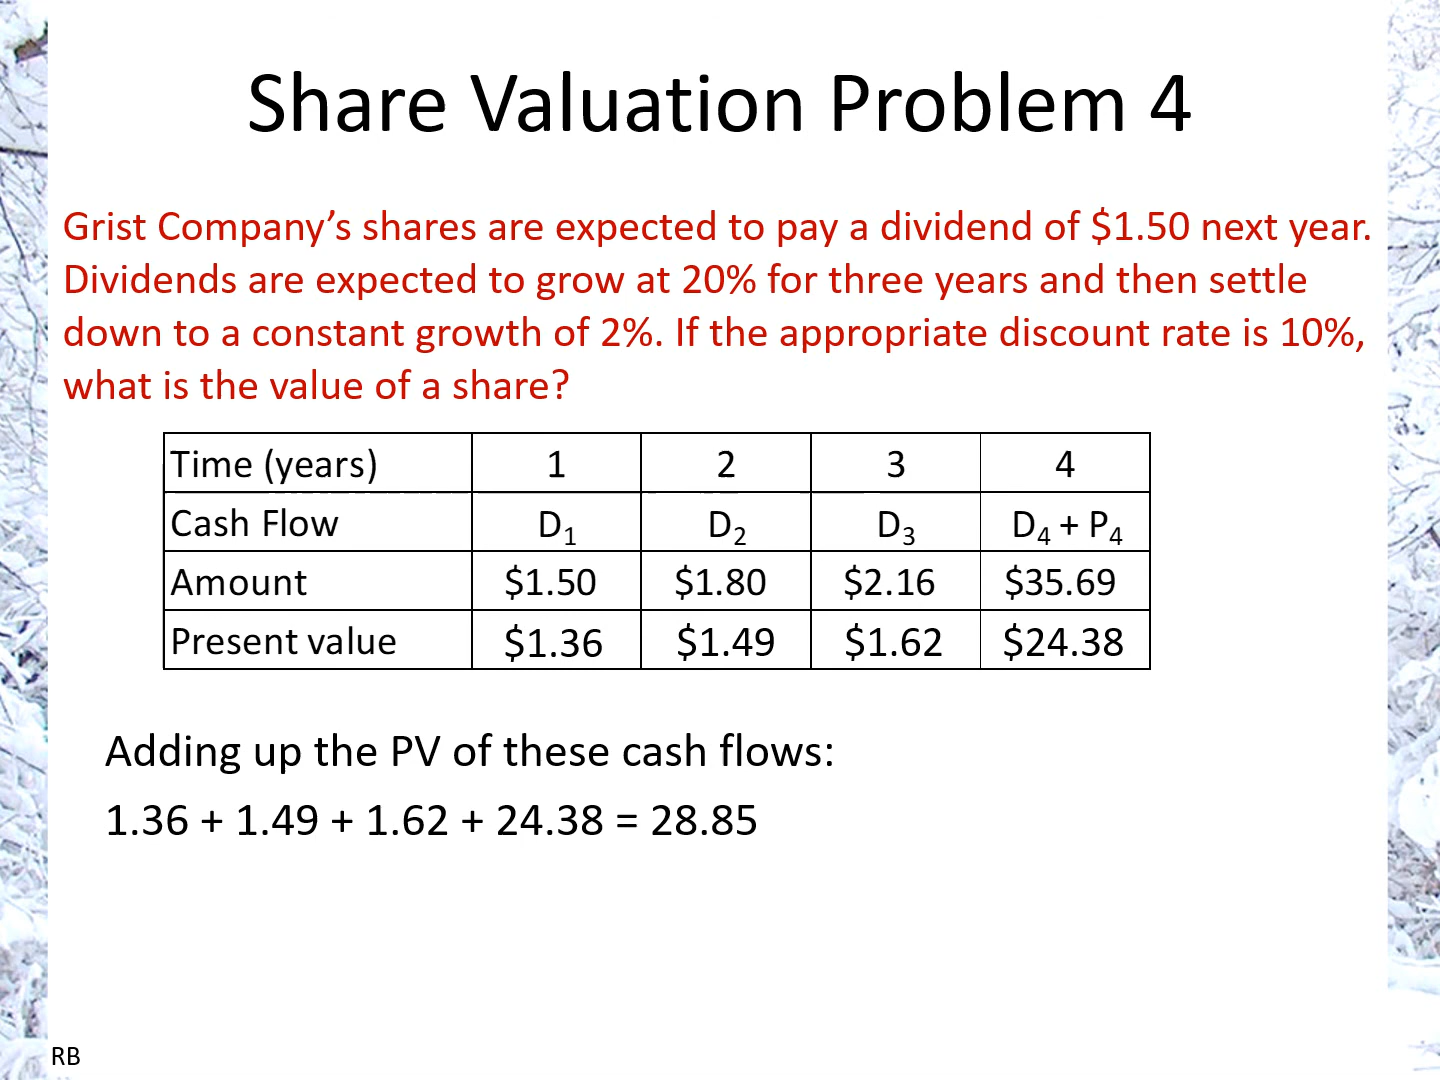 Share Valuation Problem 4
Grist Company’s shares are expected to pay a dividend of $1.50 next year.
Dividends are expected to grow at 20% for three years and then settle
down to a constant growth of 2%. If the appropriate discount rate is 10%,
what is the value of a share?
Time (years) 1 2 3 4
Cash Flow D₁ D₂ D₃ D₄ + P₄
Amount $1.50 $1.80 $2.16 $35.69
Present value $1.36 $1.49 $1.62 $24.38
Adding up the PV of these cash flows:
1.36 + 1.49 + 1.62 + 24.38 = 28.85
RB